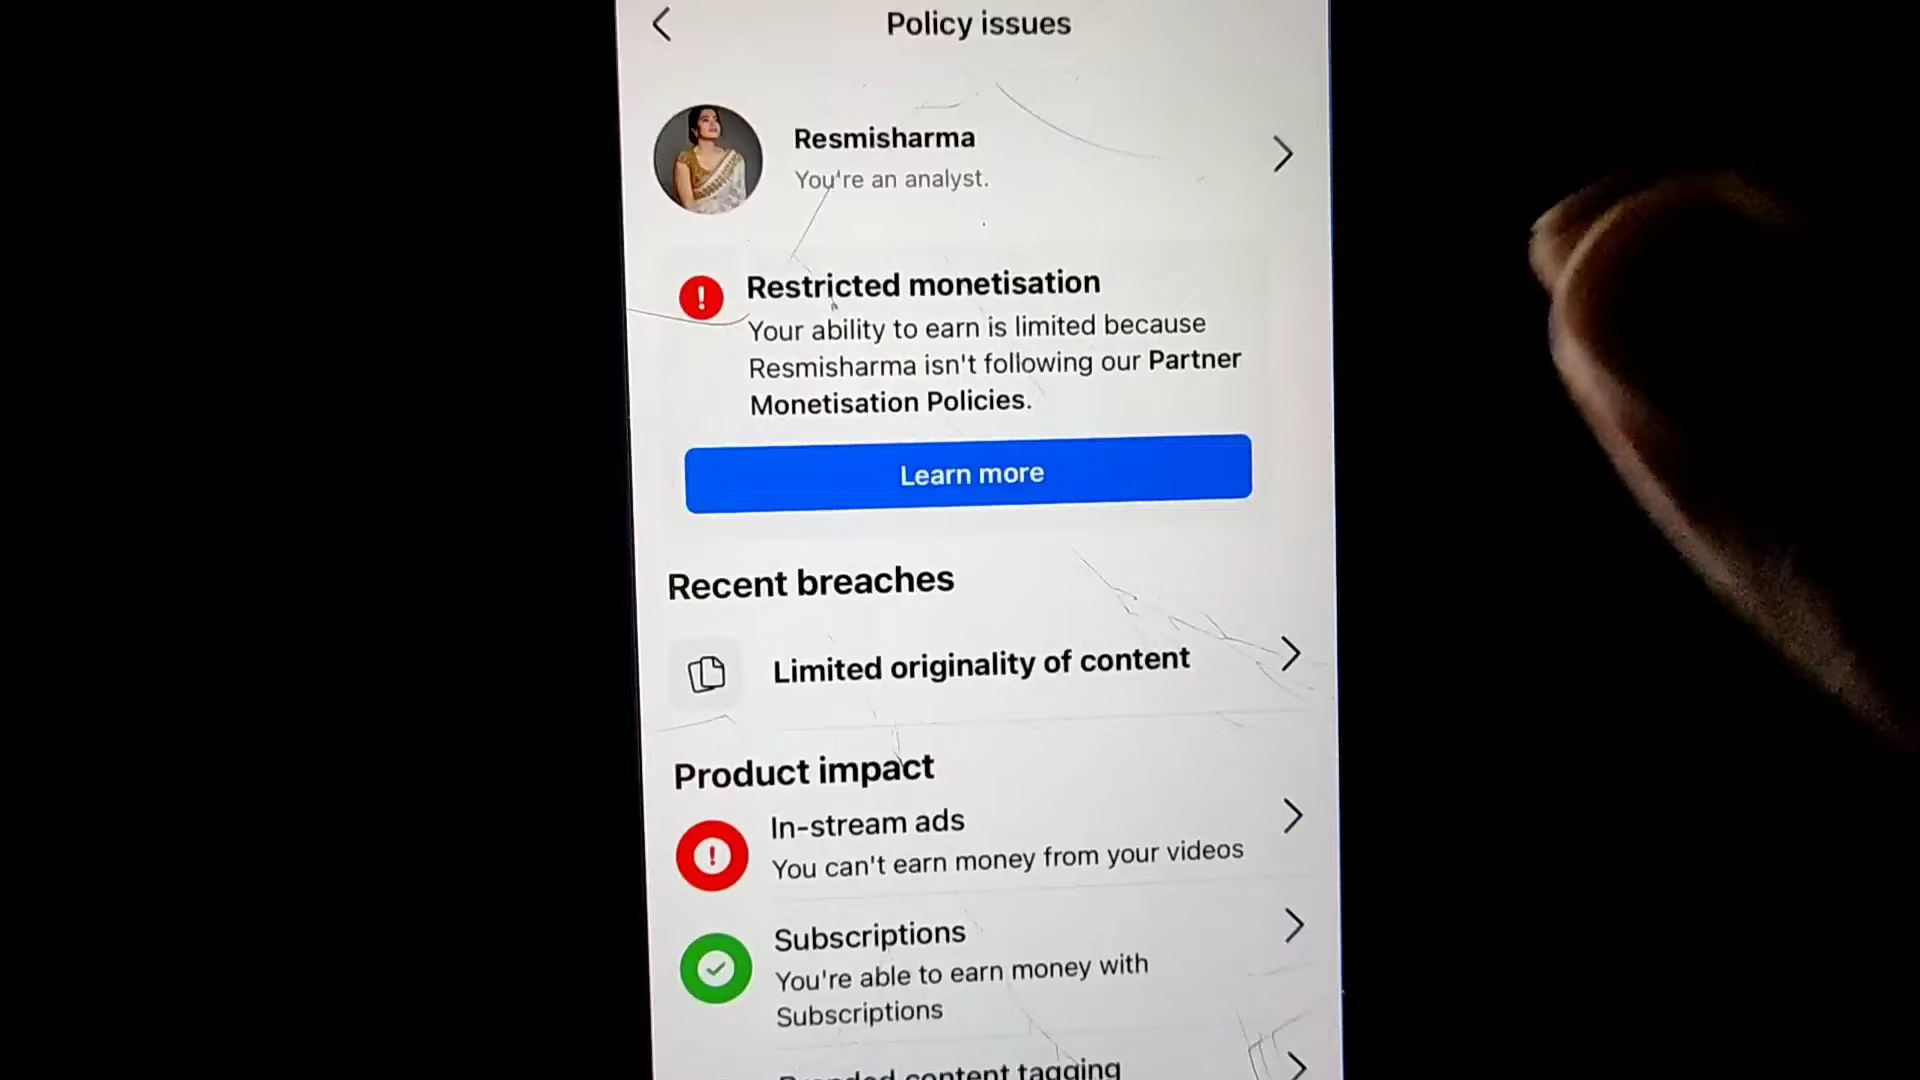 Policy issues
Resmisharma
You're an analyst.
Restricted monetisation
Your ability to earn is limited because
Resmisharma isn't following our Partner
Monetisation Policies.
Learn more
Recent breaches
Limited originality of content
Product impact
In-stream ads
You can't earn money from your videos
Subscriptions
You're able to earn money with
Subscriptions
content tagging